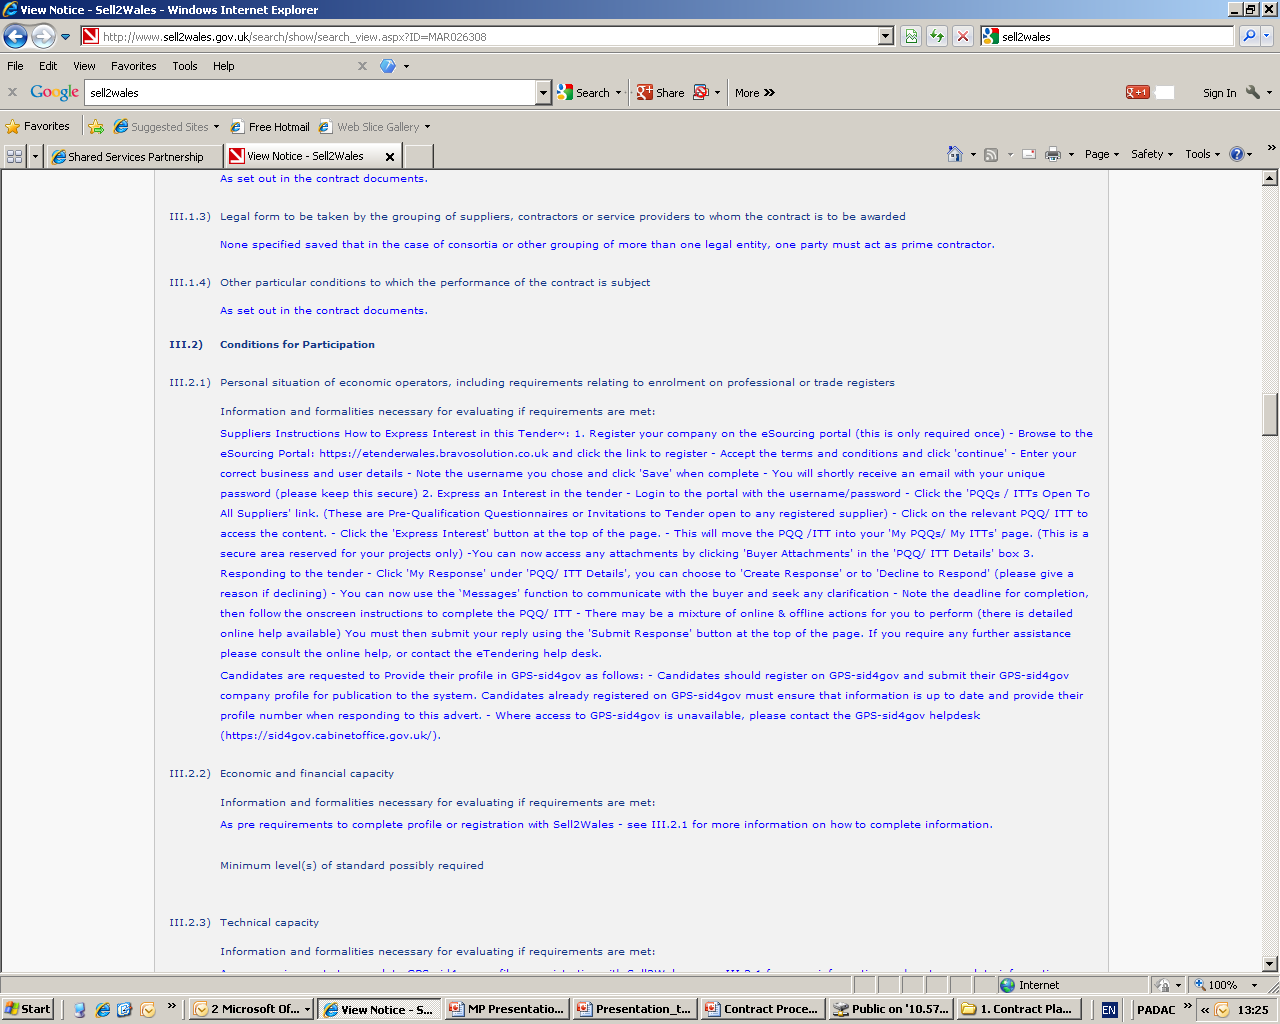 View Notice - Sell2Wales - Windows Internet Explorer
http://www.sell2wales.gov.uk/search/show/search_view.aspx?ID=MAR026308
sell2wales
File Edit View Favorites Tools Help
Google sell2wales Search Share More Sign In
Favorites Suggested Sites Free Hotmail Web Slice Gallery
Shared Services Partnership View Notice - Sell2Wales Page Safety Tools
As set out in the contract documents.
III.1.3) Legal form to be taken by the grouping of suppliers, contractors or service providers to whom the contract is to be awarded
None specified saved that in the case of consortia or other grouping of more than one legal entity, one party must act as prime contractor.
III.1.4) Other particular conditions to which the performance of the contract is subject
As set out in the contract documents.
III.2) Conditions for Participation
III.2.1) Personal situation of economic operators, including requirements relating to enrolment on professional or trade registers
Information and formalities necessary for evaluating if requirements are met:
Suppliers Instructions How to Express Interest in this Tender~: 1. Register your company on the eSourcing portal (this is only required once) - Browse to the
eSourcing Portal: https://etenderwales.bravosolution.co.uk and click the link to register - Accept the terms and conditions and click 'continue' - Enter your
correct business and user details - Note the username you chose and click 'Save' when complete - You will shortly receive an email with your unique
password (please keep this secure) 2. Express an Interest in the tender - Login to the portal with the username/password - Click the 'PQQs / ITTs Open To
All Suppliers' link. (These are Pre-Qualification Questionnaires or Invitations to Tender open to any registered supplier) - Click on the relevant PQQ/ ITT to
access the content. - Click the 'Express Interest' button at the top of the page. - This will move the PQQ /ITT into your 'My PQQs/ My ITTs' page. (This is a
secure area reserved for your projects only) -You can now access any attachments by clicking 'Buyer Attachments' in the 'PQQ/ ITT Details' box 3.
Responding to the tender - Click 'My Response' under 'PQQ/ ITT Details', you can choose to 'Create Response' or to 'Decline to Respond' (please give a
reason if declining) - You can now use the 'Messages' function to communicate with the buyer and seek any clarification - Note the deadline for completion,
then follow the onscreen instructions to complete the PQQ/ ITT - There may be a mixture of online & offline actions for you to perform (there is detailed
online help available) You must then submit your reply using the 'Submit Response' button at the top of the page. If you require any further assistance
please consult the online help, or contact the eTendering help desk.
Candidates are requested to Provide their profile in GPS-sid4gov as follows: - Candidates should register on GPS-sid4gov and submit their GPS-sid4gov
company profile for publication to the system. Candidates already registered on GPS-sid4gov must ensure that information is up to date and provide their
profile number when responding to this advert. - Where access to GPS-sid4gov is unavailable, please contact the GPS-sid4gov helpdesk
(https://sid4gov.cabinetoffice.gov.uk/).
III.2.2) Economic and financial capacity
Information and formalities necessary for evaluating if requirements are met:
As pre requirements to complete profile or registration with Sell2Wales - see III.2.1 for more information on how to complete information.
Minimum level(s) of standard possibly required
III.2.3) Technical capacity
Information and formalities necessary for evaluating if requirements are met:
Internet 100%
Start 2 Microsoft Of... View Notice - S... MP Presentatio... Presentation_t... Contract Proce... Public on '10.57... 1. Contract Pla... EN PADAC 13:25